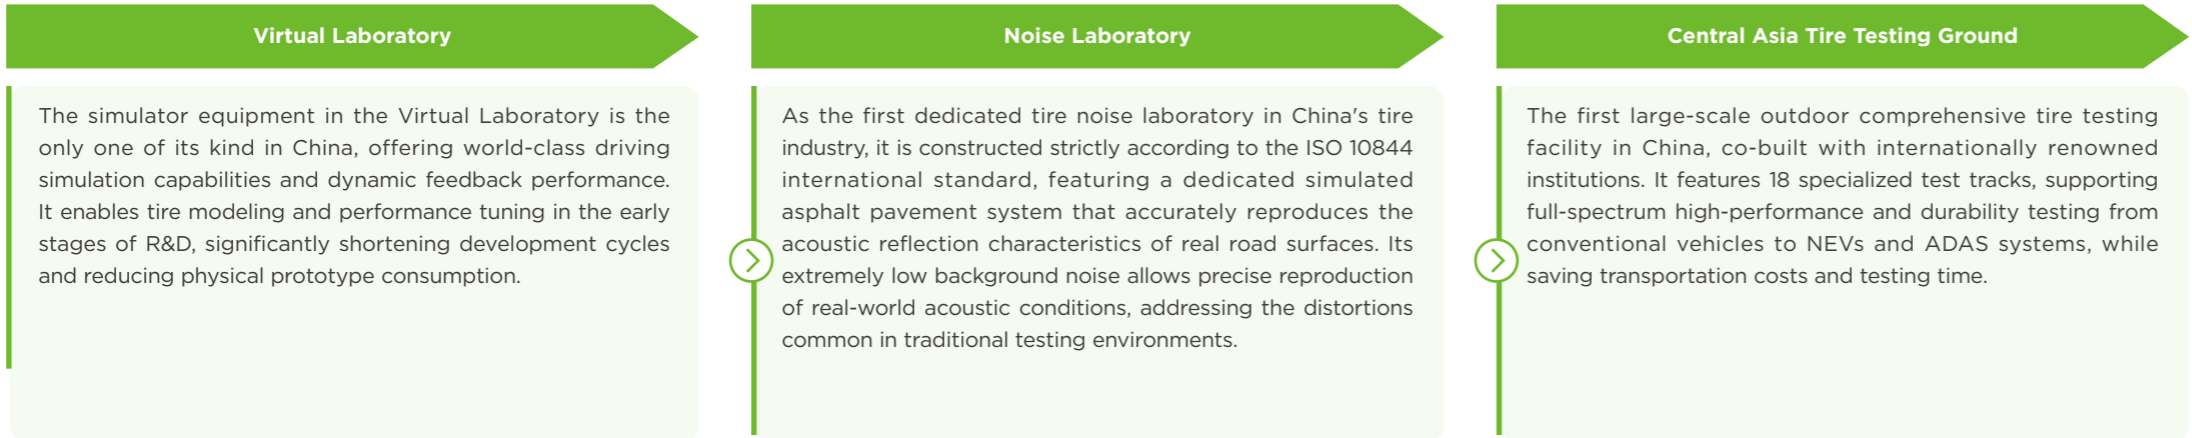 Virtual Laboratory
The simulator equipment in the Virtual Laboratory is the
only one of its kind in China, offering world-class driving
simulation capabilities and dynamic feedback performance.
It enables tire modeling and performance tuning in the early
stages of R&D, significantly shortening development cycles
and reducing physical prototype consumption.
Noise Laboratory
As the first dedicated tire noise laboratory in China's tire
industry, it is constructed strictly according to the ISO 10844
international standard, featuring a dedicated simulated
asphalt pavement system that accurately reproduces the
acoustic reflection characteristics of real road surfaces. Its
extremely low background noise allows precise reproduction
of real-world acoustic conditions, addressing the distortions
common in traditional testing environments.
Central Asia Tire Testing Ground
The first large-scale outdoor comprehensive tire testing
facility in China, co-built with internationally renowned
institutions. It features 18 specialized test tracks, supporting
full-spectrum high-performance and durability testing from
conventional vehicles to NEVs and ADAS systems, while
saving transportation costs and testing time.